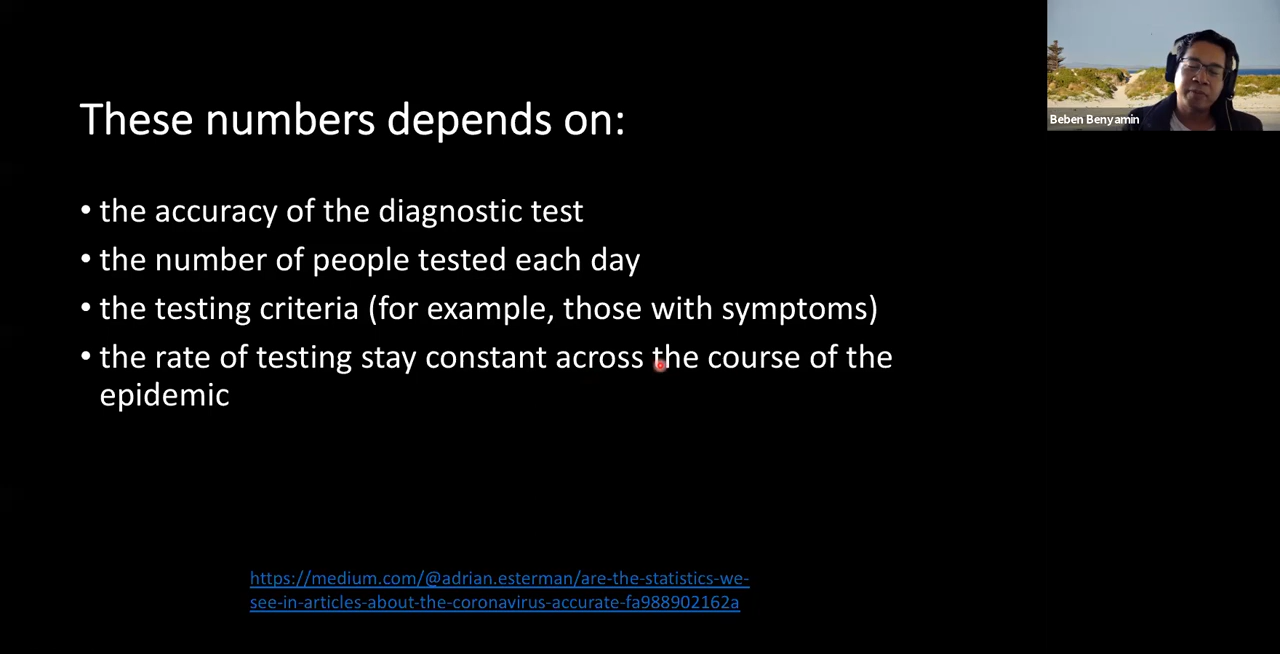 These numbers depends on:
• the accuracy of the diagnostic test
• the number of people tested each day
• the testing criteria (for example, those with symptoms)
• the rate of testing stay constant across the course of the
epidemic
https://medium.com/@adrian.esterman/are-the-statistics-we-
see-in-articles-about-the-coronavirus-accurate-fa988902162a
Beben Benyamin